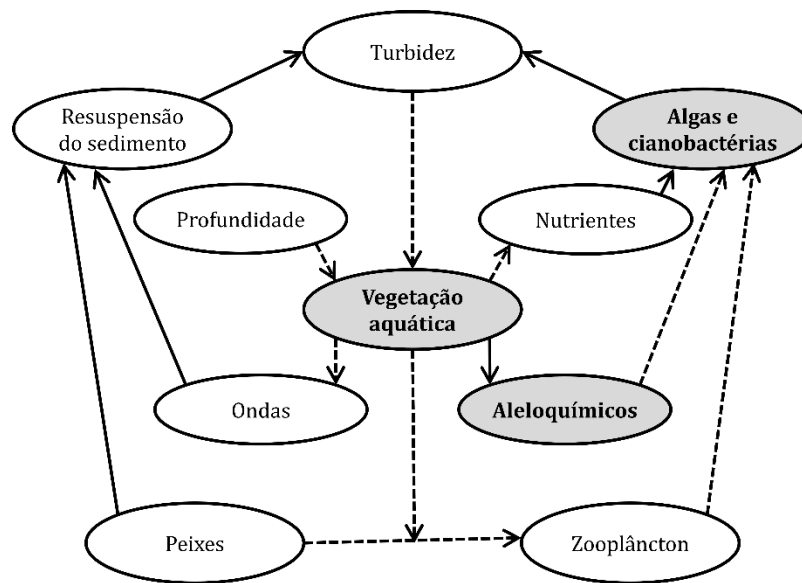 Turbidez
Resuspensão
do sedimento
Algas e
cianobactérias
Profundidade
Nutrientes
Vegetação
aquática
Ondas
Aleloquímicos
Peixes
Zooplâncton